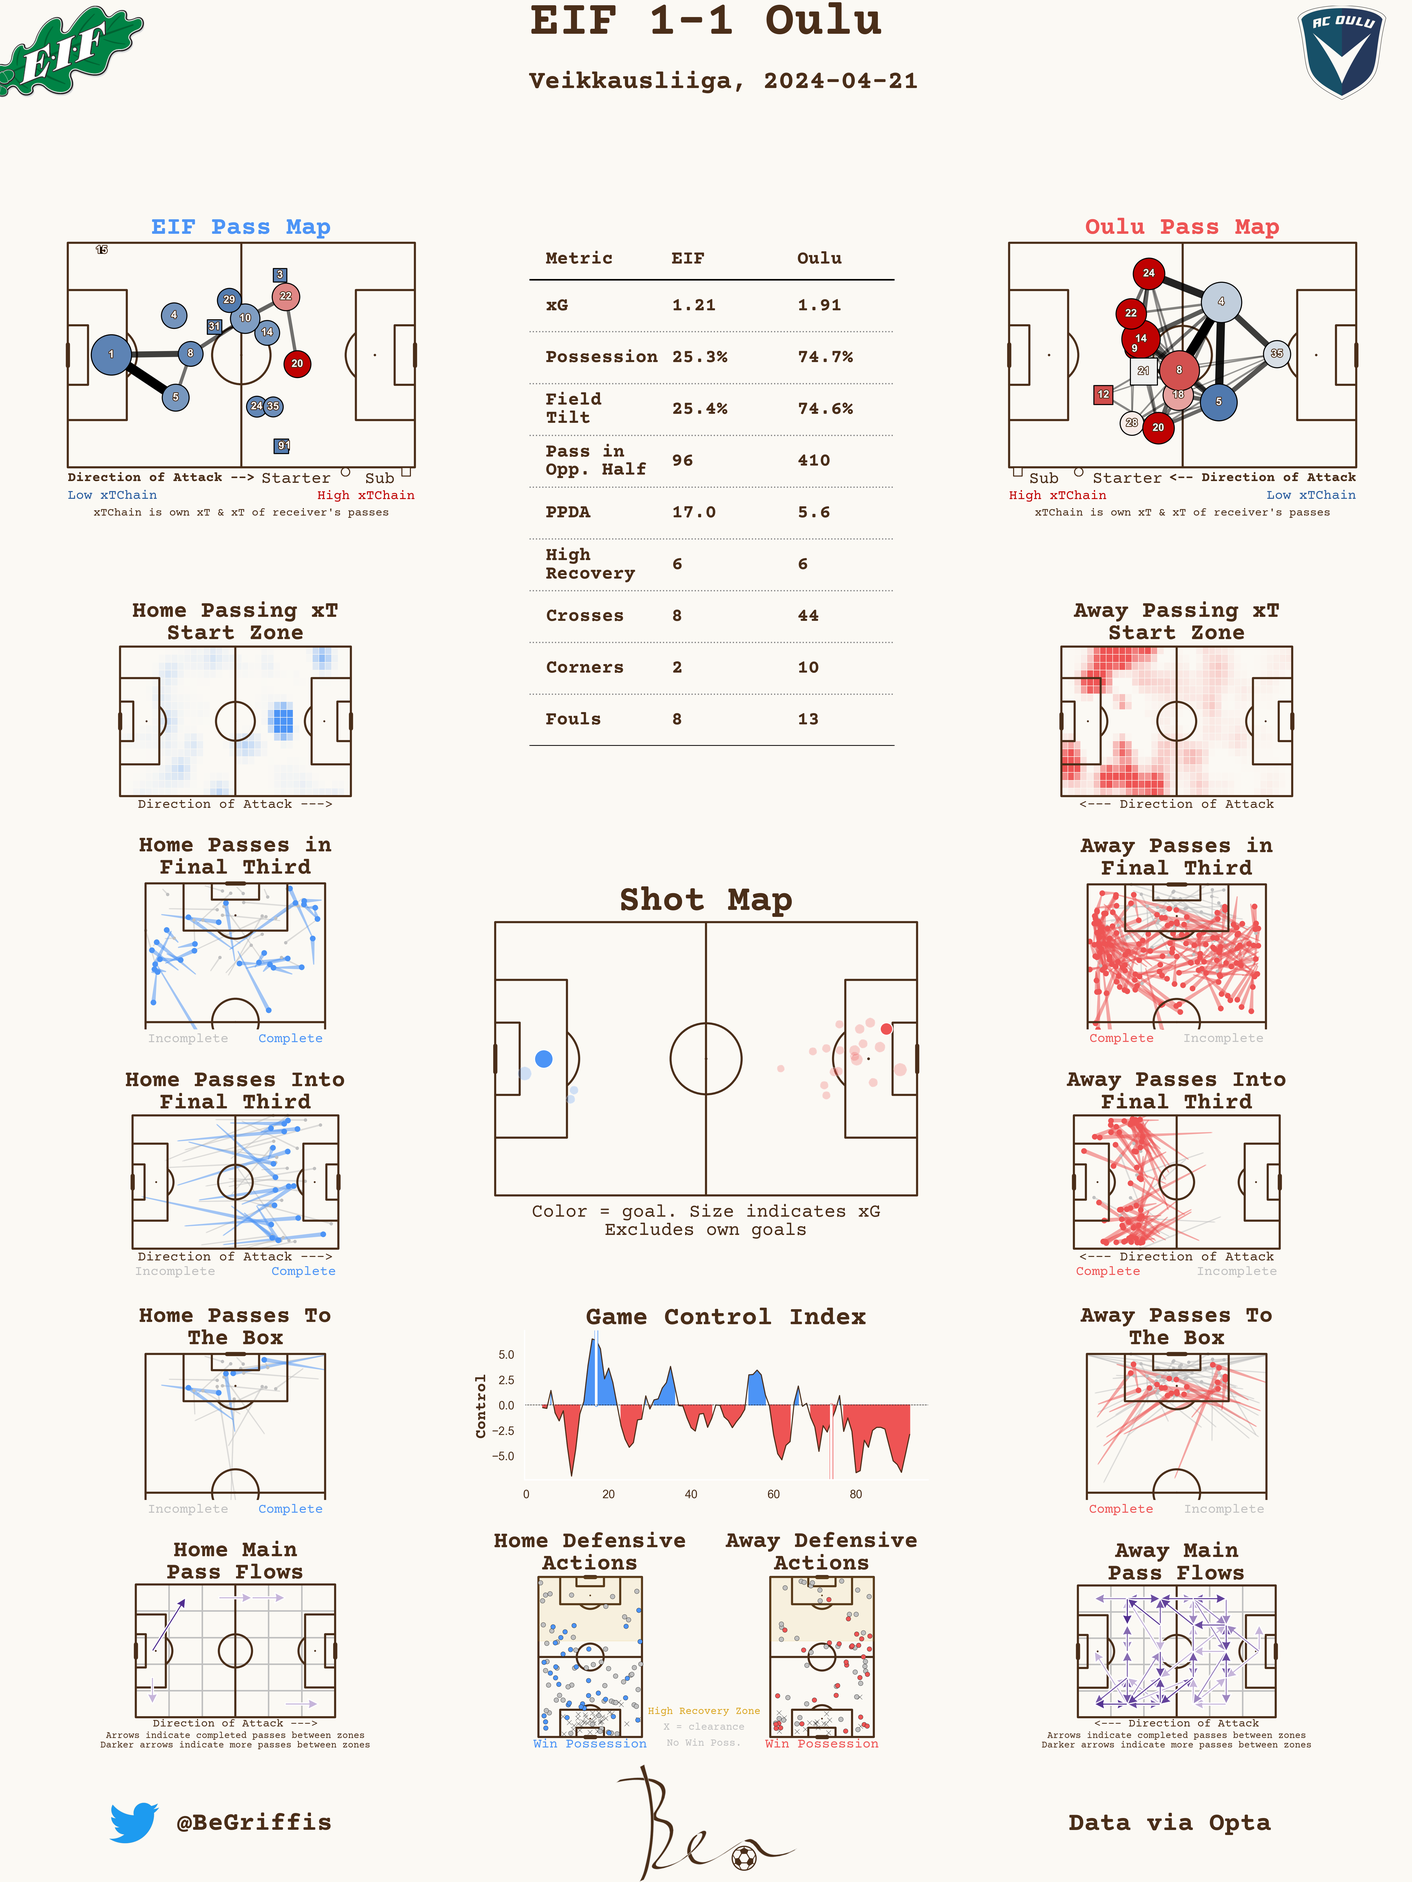 EIF 1-1 Oulu
Veikkausliiga, 2024-04-21
E·I·F
AC OULU
EIF Pass Map
15
3
29
22
10
4
31
14
1
8
20
5
24
35
91
Direction of Attack --> Starter Sub
Low xTChain High xTChain
xTChain is own xT & xT of receiver's passes
Metric EIF Oulu
xG 1.21 1.91
Possession 25.3% 74.7%
Field
Tilt 25.4% 74.6%
Pass in
Opp. Half 96 410
PPDA 17.0 5.6
High
Recovery 6 6
Crosses 8 44
Corners 2 10
Fouls 8 13
Oulu Pass Map
24
4
22
14
9
35
21
8
12
18
5
28
20
Sub Starter <-- Direction of Attack
High xTChain Low xTChain
xTChain is own xT & xT of receiver's passes
Home Passing xT
Start Zone
Direction of Attack --->
Away Passing xT
Start Zone
<--- Direction of Attack
Home Passes in
Final Third
Incomplete Complete
Shot Map
Color = goal. Size indicates xG
Excludes own goals
Away Passes in
Final Third
Complete Incomplete
Home Passes Into
Final Third
Direction of Attack --->
Incomplete Complete
Away Passes Into
Final Third
<--- Direction of Attack
Complete Incomplete
Home Passes To
The Box
Incomplete Complete
Game Control Index
Control
5.0
2.5
0.0
−2.5
−5.0
0 20 40 60 80
Away Passes To
The Box
Complete Incomplete
Home Main
Pass Flows
Direction of Attack --->
Arrows indicate completed passes between zones
Darker arrows indicate more passes between zones
Home Defensive
Actions
Win Possession
High Recovery Zone
X = clearance
No Win Poss.
Away Defensive
Actions
Win Possession
Away Main
Pass Flows
<--- Direction of Attack
Arrows indicate completed passes between zones
Darker arrows indicate more passes between zones
@BeGriffis
Ben
Data via Opta